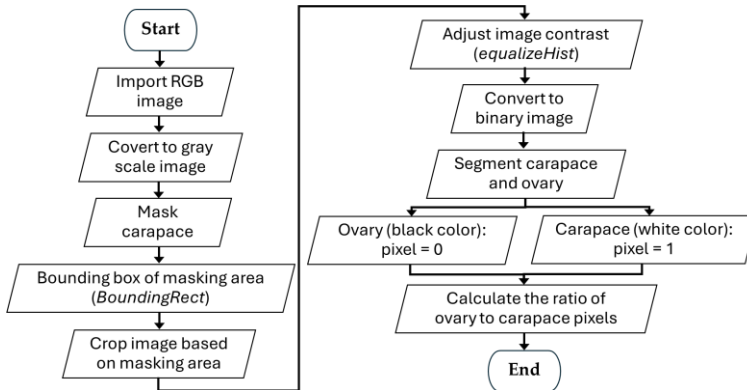 Start
Import RGB
image
Covert to gray
scale image
Mask
carapace
Bounding box of masking area
(BoundingRect)
Crop image based
on masking area
Adjust image contrast
(equalizeHist)
Convert to
binary image
Segment carapace
and ovary
Ovary (black color):
pixel = 0
Carapace (white color):
pixel = 1
Calculate the ratio of
ovary to carapace pixels
End